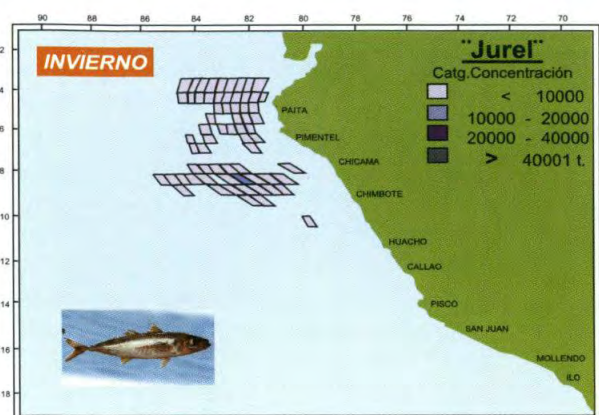 90 86 84 82 80 78 76 74 72 70
INVIERNO
¨Jurel¨
Catg.Concentración
< 10000
10000 - 20000
20000 - 40000
> 40001 t.
2
4
6
8
10
12
14
16
18
PAITA
PIMENTEL
CHICAMA
CHIMBOTE
HUACHO
CALLAO
PISCO
SAN JUAN
MOLLENDO
ILO